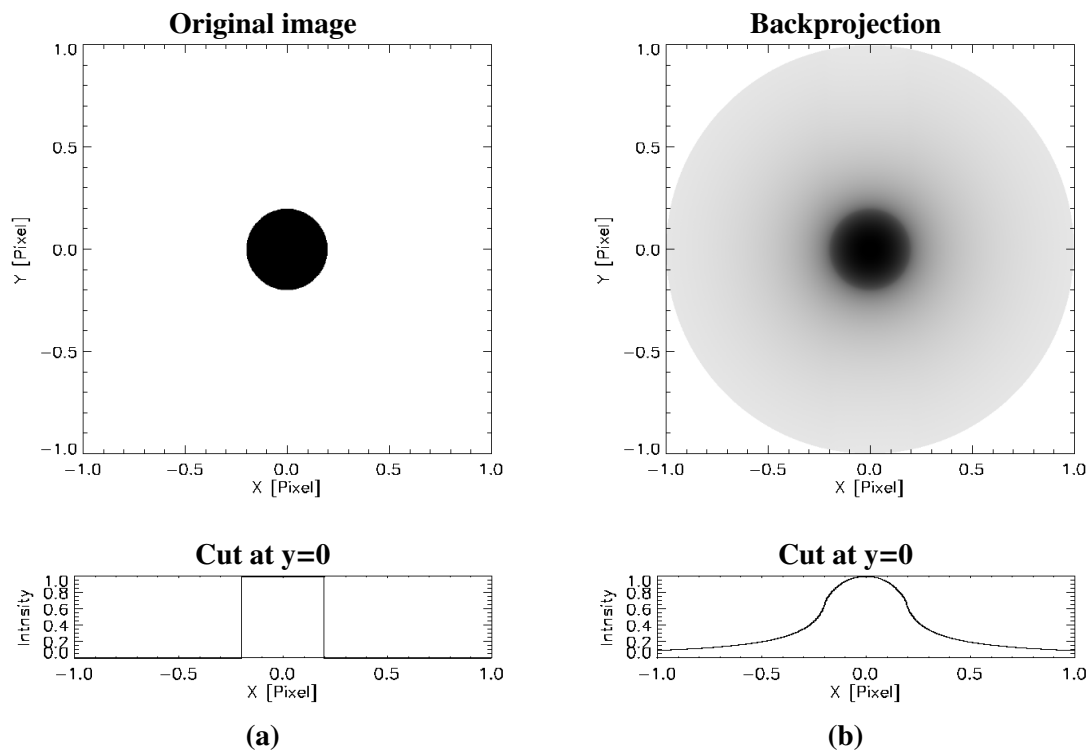 Original image
1.0
0.5
0.0
−0.5
−1.0
Y [Pixel]
−1.0 −0.5 0.0 0.5 1.0
X [Pixel]
Backprojection
1.0
0.5
0.0
−0.5
−1.0
Y [Pixel]
−1.0 −0.5 0.0 0.5 1.0
X [Pixel]
Cut at y=0
1.0
0.8
0.6
0.4
0.2
0.0
Intnsity
−1.0 −0.5 0.0 0.5 1.0
X [Pixel]
(a)
Cut at y=0
1.0
0.8
0.6
0.4
0.2
0.0
Intnsity
−1.0 −0.5 0.0 0.5 1.0
X [Pixel]
(b)